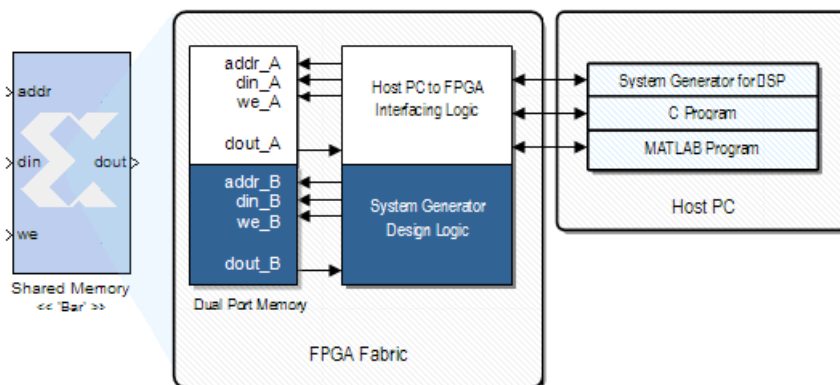 addr
din
dout
we
Shared Memory
<< 'Bar' >>
addr_A
din_A
we_A
dout_A
addr_B
din_B
we_B
dout_B
Dual Port Memory
Host PC to FPGA
Interfacing Logic
System Generator
Design Logic
FPGA Fabric
System Generator for DSP
C Program
MATLAB Program
Host PC